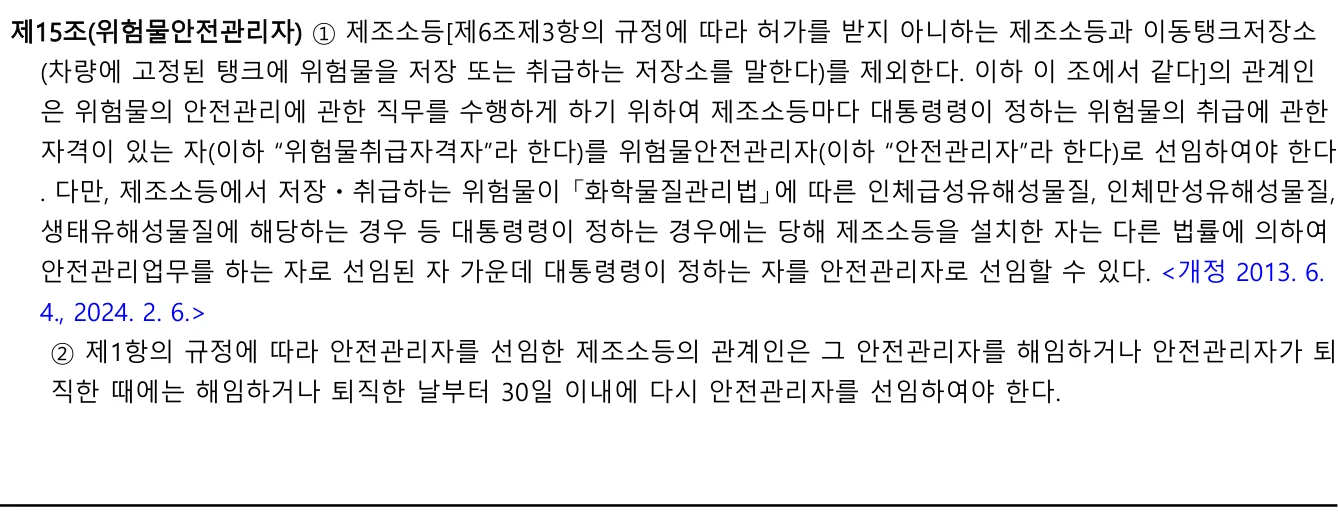 제15조(위험물안전관리자) ① 제조소등[제6조제3항의 규정에 따라 허가를 받지 아니하는 제조소등과 이동탱크저장소
(차량에 고정된 탱크에 위험물을 저장 또는 취급하는 저장소를 말한다)를 제외한다. 이하 이 조에서 같다]의 관계인
은 위험물의 안전관리에 관한 직무를 수행하게 하기 위하여 제조소등마다 대통령령이 정하는 위험물의 취급에 관한
자격이 있는 자(이하 “위험물취급자격자”라 한다)를 위험물안전관리자(이하 “안전관리자”라 한다)로 선임하여야 한다
. 다만, 제조소등에서 저장ㆍ취급하는 위험물이 「화학물질관리법」에 따른 인체급성유해성물질, 인체만성유해성물질,
생태유해성물질에 해당하는 경우 등 대통령령이 정하는 경우에는 당해 제조소등을 설치한 자는 다른 법률에 의하여
안전관리업무를 하는 자로 선임된 자 가운데 대통령령이 정하는 자를 안전관리자로 선임할 수 있다. <개정 2013. 6.
4., 2024. 2. 6.>
② 제1항의 규정에 따라 안전관리자를 선임한 제조소등의 관계인은 그 안전관리자를 해임하거나 안전관리자가 퇴
직한 때에는 해임하거나 퇴직한 날부터 30일 이내에 다시 안전관리자를 선임하여야 한다.